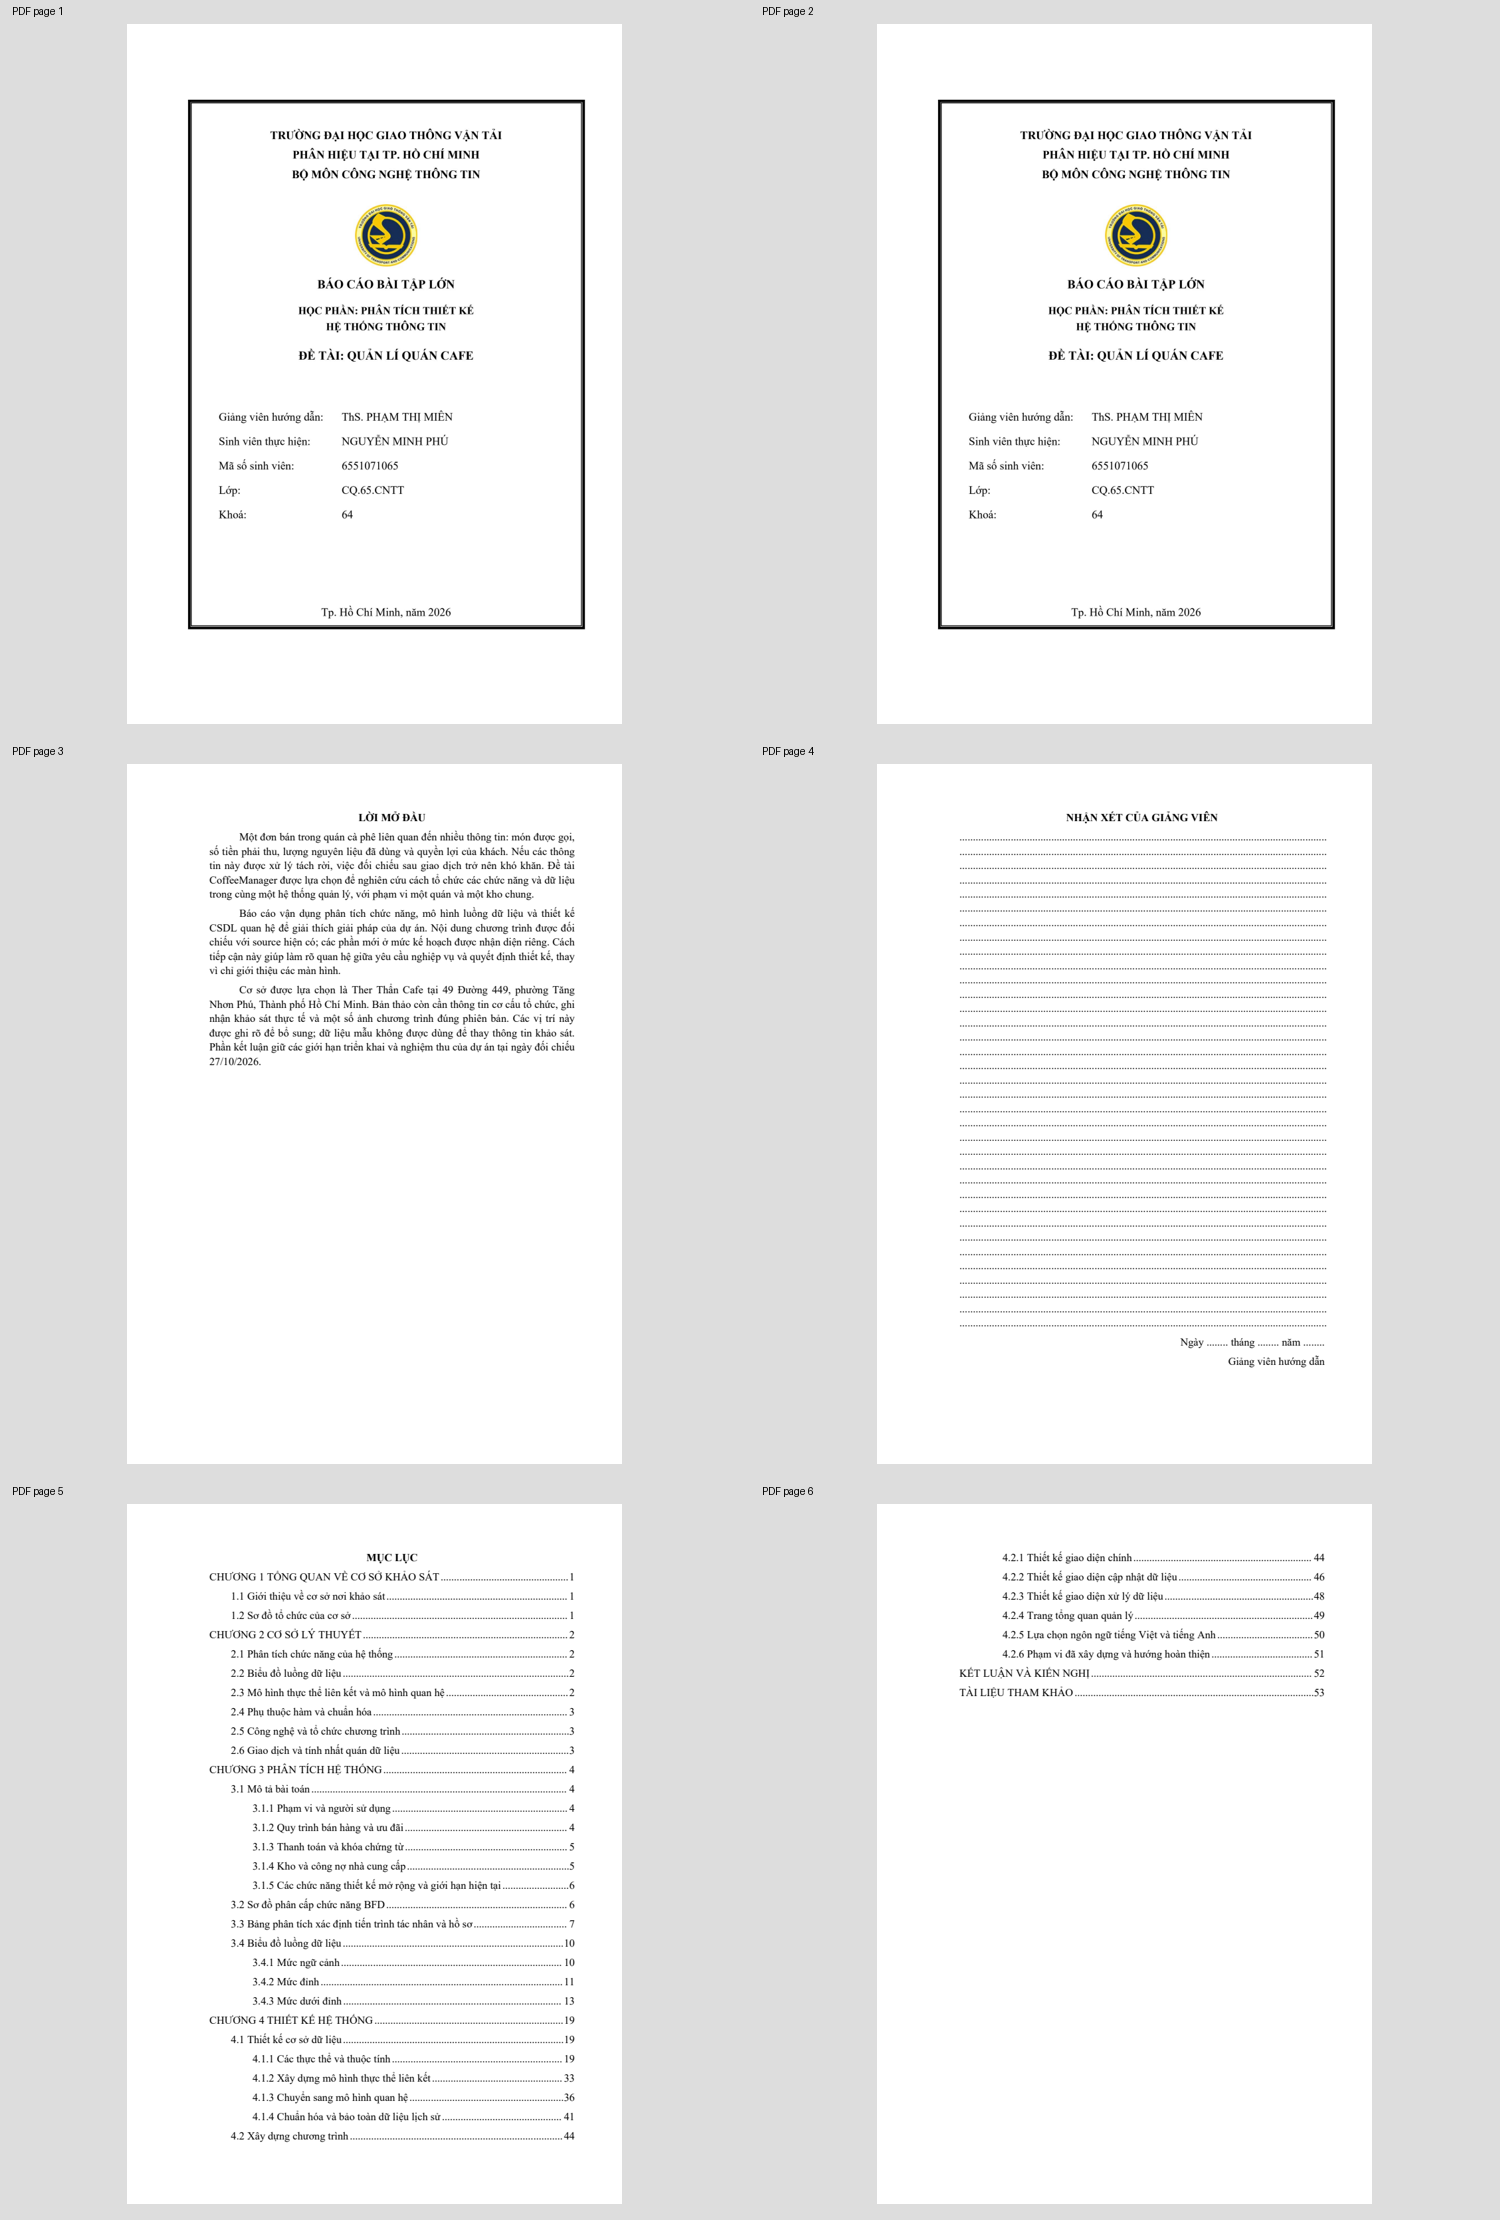 PDF page 1
TRƯỜNG ĐẠI HỌC GIAO THÔNG VẬN TẢI
PHÂN HIỆU TẠI TP. HỒ CHÍ MINH
BỘ MÔN CÔNG NGHỆ THÔNG TIN
BÁO CÁO BÀI TẬP LỚN
HỌC PHẦN: PHÂN TÍCH THIẾT KẾ
HỆ THỐNG THÔNG TIN
ĐỀ TÀI: QUẢN LÍ QUÁN CAFE
Giảng viên hướng dẫn: ThS. PHẠM THỊ MIÊN
Sinh viên thực hiện: NGUYỄN MINH PHÚ
Mã số sinh viên: 6551071065
Lớp: CQ.65.CNTT
Khoá: 64
Tp. Hồ Chí Minh, năm 2026
PDF page 2
TRƯỜNG ĐẠI HỌC GIAO THÔNG VẬN TẢI
PHÂN HIỆU TẠI TP. HỒ CHÍ MINH
BỘ MÔN CÔNG NGHỆ THÔNG TIN
BÁO CÁO BÀI TẬP LỚN
HỌC PHẦN: PHÂN TÍCH THIẾT KẾ
HỆ THỐNG THÔNG TIN
ĐỀ TÀI: QUẢN LÍ QUÁN CAFE
Giảng viên hướng dẫn: ThS. PHẠM THỊ MIÊN
Sinh viên thực hiện: NGUYỄN MINH PHÚ
Mã số sinh viên: 6551071065
Lớp: CQ.65.CNTT
Khoá: 64
Tp. Hồ Chí Minh, năm 2026
PDF page 3
LỜI MỞ ĐẦU
Một đơn bán trong quán cà phê liên quan đến nhiều thông tin: món được gọi,
số tiền phải thu, lượng nguyên liệu đã dùng và quyền lợi của khách. Nếu các thông
tin này được xử lý tách rời, việc đối chiếu sau giao dịch trở nên khó khăn. Đề tài
CoffeeManager được lựa chọn để nghiên cứu cách tổ chức các chức năng và dữ liệu
trong cùng một hệ thống quản lý, với phạm vi một quán và một kho chung.
Báo cáo vận dụng phân tích chức năng, mô hình luồng dữ liệu và thiết kế
CSDL quan hệ để giải thích giải pháp của dự án. Nội dung chương trình được đối
chiếu với source hiện có; các phần mới ở mức kế hoạch được nhận diện riêng. Cách
tiếp cận này giúp làm rõ quan hệ giữa yêu cầu nghiệp vụ và quyết định thiết kế, thay
vì chỉ giới thiệu các màn hình.
Cơ sở được lựa chọn là Ther Thẩn Cafe tại 49 Đường 449, phường Tăng
Nhơn Phú, Thành phố Hồ Chí Minh. Bản thảo còn cần thông tin cơ cấu tổ chức, ghi
nhận khảo sát thực tế và một số ảnh chương trình đúng phiên bản. Các vị trí này
được ghi rõ để bổ sung; dữ liệu mẫu không được dùng để thay thông tin khảo sát.
Phần kết luận giữ các giới hạn triển khai và nghiệm thu của dự án tại ngày đối chiếu
27/10/2026.
PDF page 4
NHẬN XÉT CỦA GIẢNG VIÊN
Ngày ........ tháng ........ năm ........
Giảng viên hướng dẫn
PDF page 5
MỤC LỤC
CHƯƠNG 1 TỔNG QUAN VỀ CƠ SỞ KHẢO SÁT 1
1.1 Giới thiệu về cơ sở nơi khảo sát 1
1.2 Sơ đồ tổ chức của cơ sở 1
CHƯƠNG 2 CƠ SỞ LÝ THUYẾT 2
2.1 Phân tích chức năng của hệ thống 2
2.2 Biểu đồ luồng dữ liệu 2
2.3 Mô hình thực thể liên kết và mô hình quan hệ 2
2.4 Phụ thuộc hàm và chuẩn hóa 3
2.5 Công nghệ và tổ chức chương trình 3
2.6 Giao dịch và tính nhất quán dữ liệu 3
CHƯƠNG 3 PHÂN TÍCH HỆ THỐNG 4
3.1 Mô tả bài toán 4
3.1.1 Phạm vi và người sử dụng 4
3.1.2 Quy trình bán hàng và ưu đãi 4
3.1.3 Thanh toán và khóa chứng từ 5
3.1.4 Kho và công nợ nhà cung cấp 5
3.1.5 Các chức năng thiết kế mở rộng và giới hạn hiện tại 6
3.2 Sơ đồ phân cấp chức năng BFD 6
3.3 Bảng phân tích xác định tiến trình tác nhân và hồ sơ 7
3.4 Biểu đồ luồng dữ liệu 10
3.4.1 Mức ngữ cảnh 10
3.4.2 Mức đỉnh 11
3.4.3 Mức dưới đỉnh 13
CHƯƠNG 4 THIẾT KẾ HỆ THỐNG 19
4.1 Thiết kế cơ sở dữ liệu 19
4.1.1 Các thực thể và thuộc tính 19
4.1.2 Xây dựng mô hình thực thể liên kết 33
4.1.3 Chuyển sang mô hình quan hệ 36
4.1.4 Chuẩn hóa và bảo toàn dữ liệu lịch sử 41
4.2 Xây dựng chương trình 44
PDF page 6
4.2.1 Thiết kế giao diện chính 44
4.2.2 Thiết kế giao diện cập nhật dữ liệu 46
4.2.3 Thiết kế giao diện xử lý dữ liệu 48
4.2.4 Trang tổng quan quản lý 49
4.2.5 Lựa chọn ngôn ngữ tiếng Việt và tiếng Anh 50
4.2.6 Phạm vi đã xây dựng và hướng hoàn thiện 51
KẾT LUẬN VÀ KIẾN NGHỊ 52
TÀI LIỆU THAM KHẢO 53